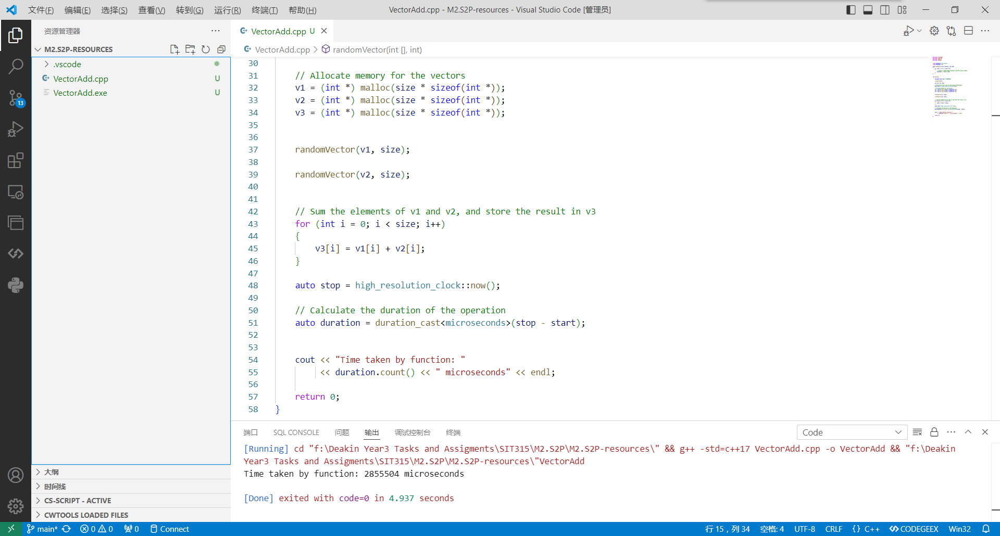 文件(F) 编辑(E) 选择(S) 查看(V) 转到(G) 运行(R) 终端(T) 帮助(H) VectorAdd.cpp - M2.S2P-resources - Visual Studio Code [管理员]
资源管理器
M2.S2P-RESOURCES
.vscode
VectorAdd.cpp U
VectorAdd.exe U
大纲
时间线
CS-SCRIPT - ACTIVE
CWTOOLS LOADED FILES
13
VectorAdd.cpp U
VectorAdd.cpp > randomVector(int [], int)
30
31 // Allocate memory for the vectors
32 v1 = (int *) malloc(size * sizeof(int *));
33 v2 = (int *) malloc(size * sizeof(int *));
34 v3 = (int *) malloc(size * sizeof(int *));
35
36
37 randomVector(v1, size);
38
39 randomVector(v2, size);
40
41
42 // Sum the elements of v1 and v2, and store the result in v3
43 for (int i = 0; i < size; i++)
44 {
45 v3[i] = v1[i] + v2[i];
46 }
47
48 auto stop = high_resolution_clock::now();
49
50 // Calculate the duration of the operation
51 auto duration = duration_cast<microseconds>(stop - start);
52
53
54 cout << "Time taken by function: "
55 << duration.count() << " microseconds" << endl;
56
57 return 0;
58 }
端口 SQL CONSOLE 问题 输出 调试控制台 终端 Code
[Running] cd "f:\Deakin Year3 Tasks and Assigments\SIT315\M2.S2P\M2.S2P-resources\" && g++ -std=c++17 VectorAdd.cpp -o VectorAdd && "f:\Deakin
Year3 Tasks and Assigments\SIT315\M2.S2P\M2.S2P-resources\"VectorAdd
Time taken by function: 2855504 microseconds
[Done] exited with code=0 in 4.937 seconds
main* 0 0 0 Connect 行 15，列 34 空格: 4 UTF-8 CRLF {} C++ CODEGEEX Win32